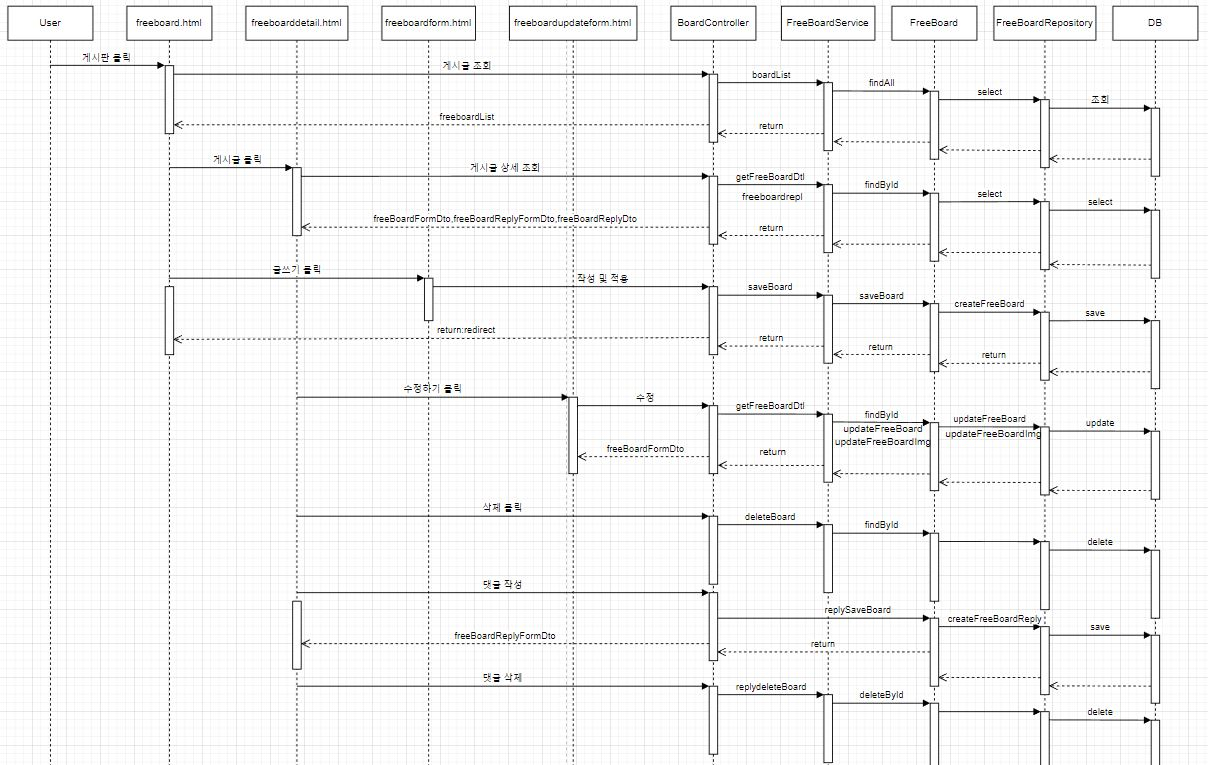 User
freeboard.html
freeboarddetail.html
freeboardform.html
freeboardupdateform.html
BoardController
FreeBoardService
FreeBoard
FreeBoardRepository
DB
게시판 클릭
게시글 조회
boardList
findAll
select
조회
freeboardList
return
게시글 클릭
게시글 상세 조회
getFreeBoardDtl
freeboardrepl
findById
select
select
freeBoardFormDto,freeBoardReplyFormDto,freeBoardReplyDto
return
글쓰기 클릭
작성 및 적용
saveBoard
saveBoard
createFreeBoard
save
return:redirect
return
return
return
수정하기 클릭
수정
getFreeBoardDtl
findById
updateFreeBoard
updateFreeBoardImg
updateFreeBoard
updateFreeBoardImg
update
freeBoardFormDto
return
삭제 클릭
deleteBoard
findById
delete
댓글 작성
replySaveBoard
createFreeBoardReply
save
freeBoardReplyFormDto
return
댓글 삭제
replydeleteBoard
deleteById
delete